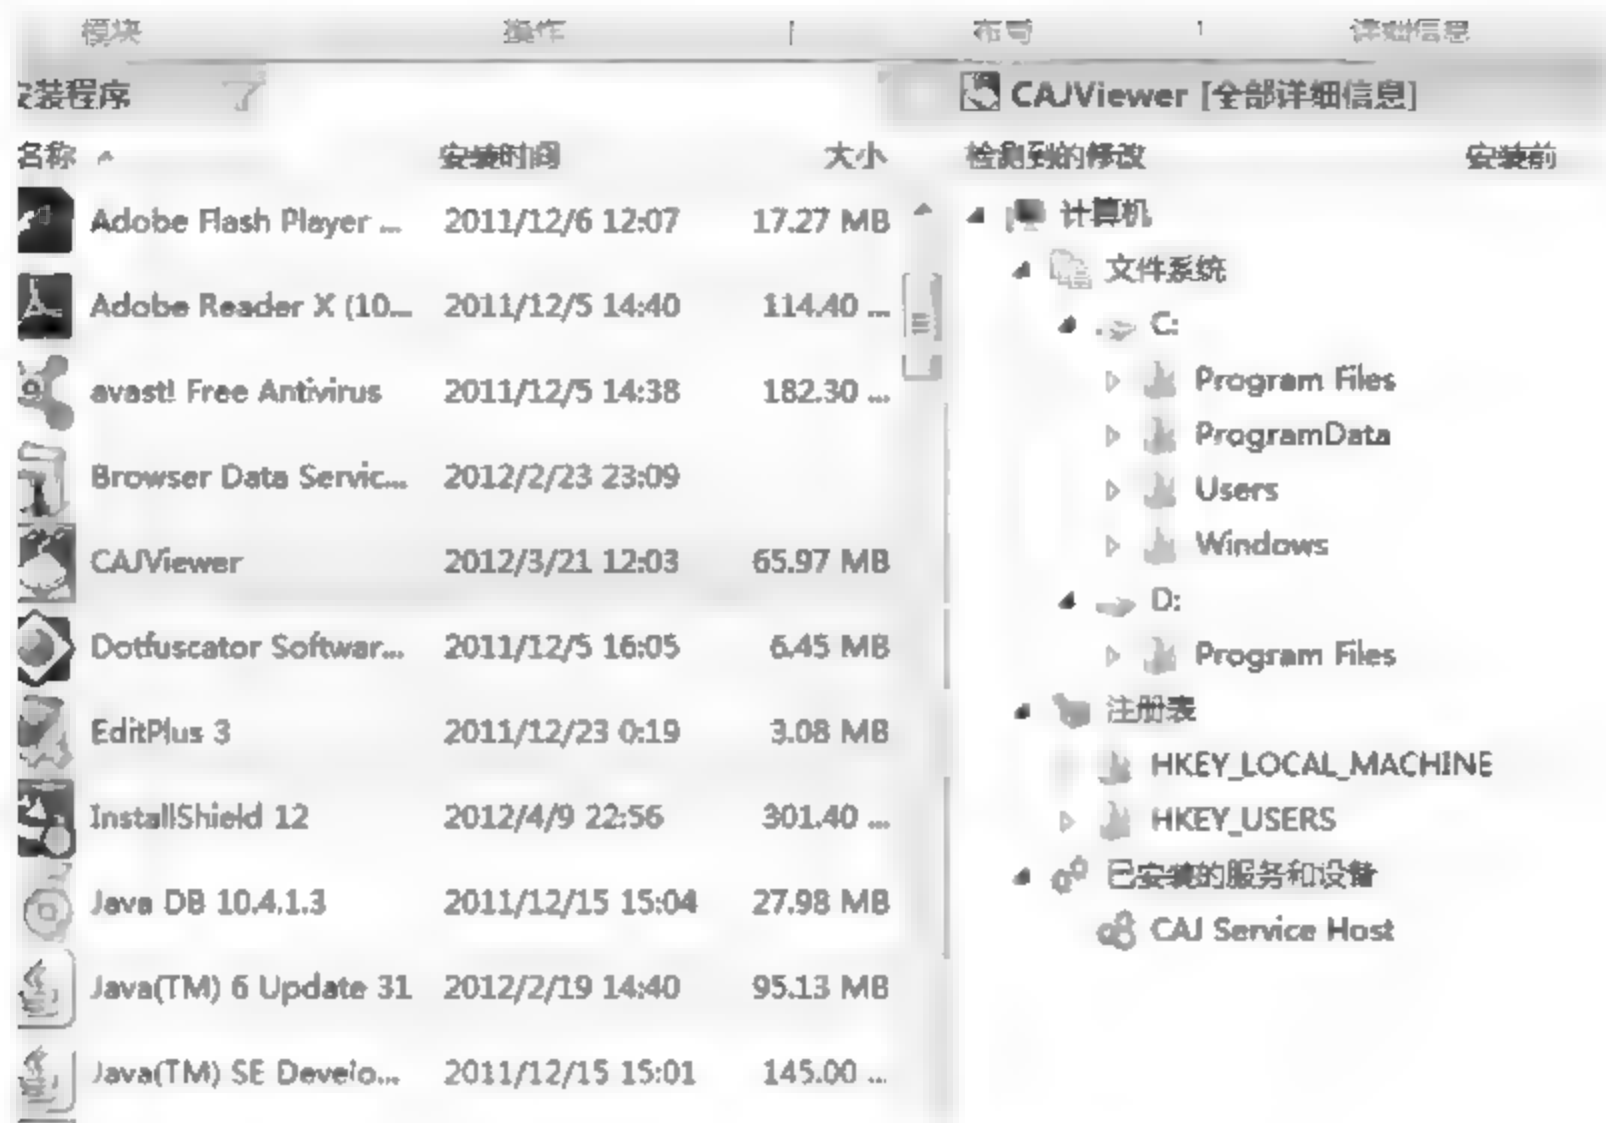 模块 操作 布局 详细信息
安装程序
CAJViewer [全部详细信息]
名称 安装时间 大小
检测到的修改 安装前
Adobe Flash Player ... 2011/12/6 12:07 17.27 MB
Adobe Reader X (10... 2011/12/5 14:40 114.40 ...
avast! Free Antivirus 2011/12/5 14:38 182.30 ...
Browser Data Servic... 2012/2/23 23:09
CAJViewer 2012/3/21 12:03 65.97 MB
Dotfuscator Softwar... 2011/12/5 16:05 6.45 MB
EditPlus 3 2011/12/23 0:19 3.08 MB
InstallShield 12 2012/4/9 22:56 301.40 ...
Java DB 10.4.1.3 2011/12/15 15:04 27.98 MB
Java(TM) 6 Update 31 2012/2/19 14:40 95.13 MB
Java(TM) SE Develo... 2011/12/15 15:01 145.00 ...
计算机
文件系统
C:
Program Files
ProgramData
Users
Windows
D:
Program Files
注册表
HKEY_LOCAL_MACHINE
HKEY_USERS
已安装的服务和设备
CAJ Service Host